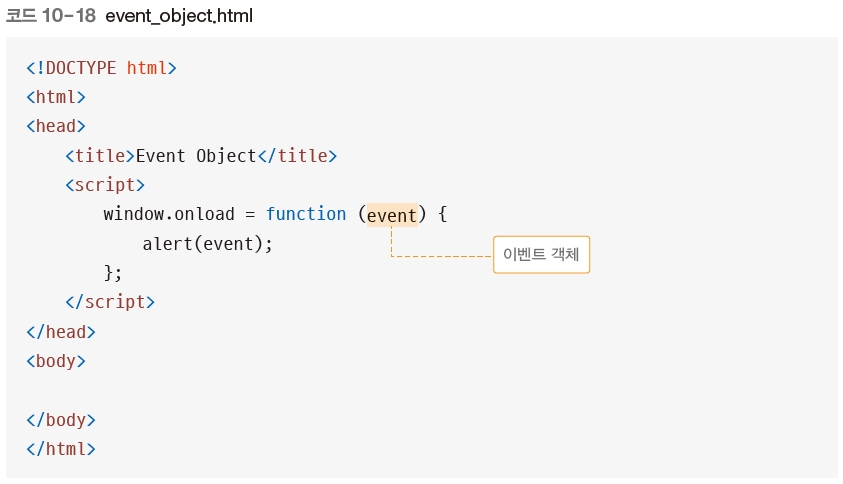 코드 10-18 event_object.html
<!DOCTYPE html>
<html>
<head>
    <title>Event Object</title>
    <script>
        window.onload = function (event) {
            alert(event);
이벤트 객체
        };
    </script>
</head>
<body>
</body>
</html>